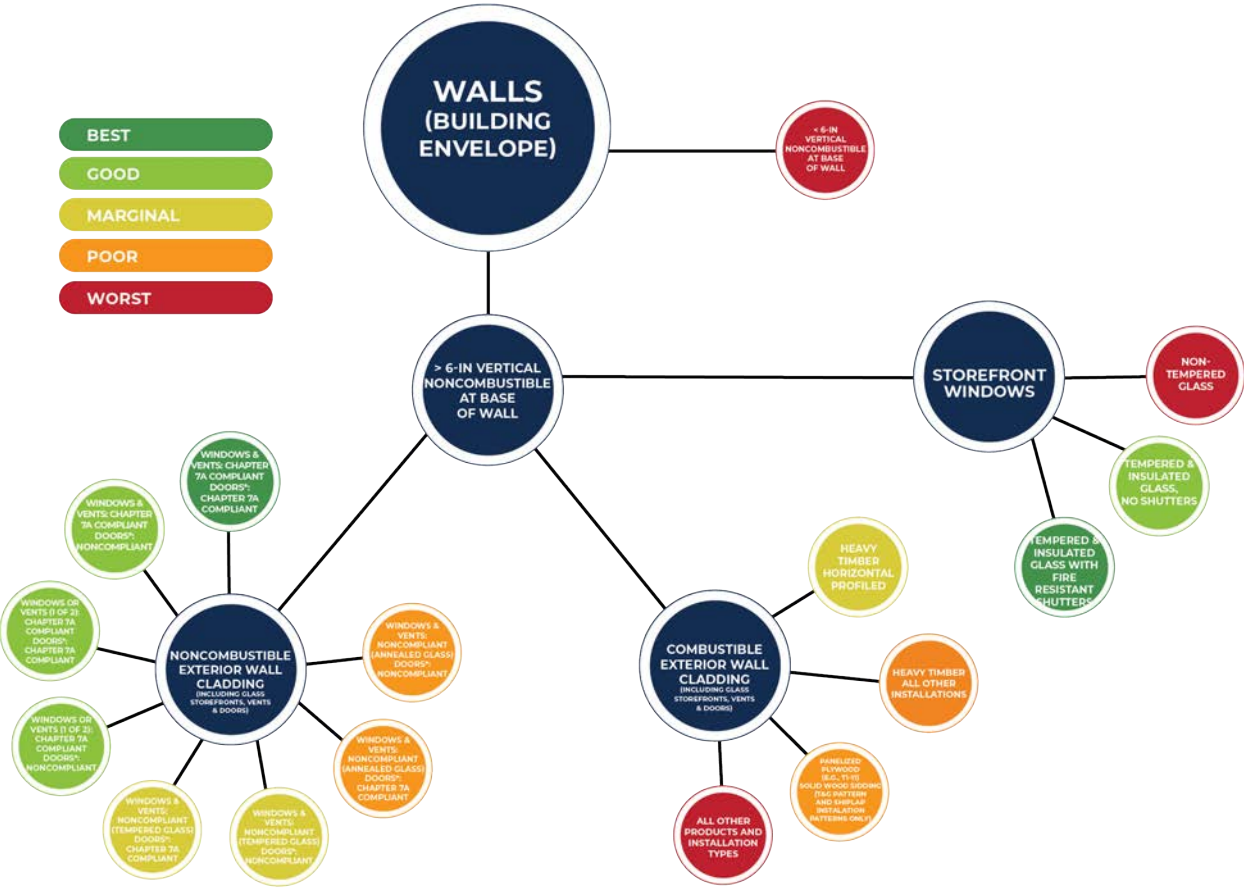 WALLS
(BUILDING
ENVELOPE)
< 6-IN
VERTICAL
NONCOMBUSTIBLE
AT BASE
OF WALL
BEST
GOOD
MARGINAL
POOR
WORST
> 6-IN VERTICAL
NONCOMBUSTIBLE
AT BASE
OF WALL
STOREFRONT
WINDOWS
NON-
TEMPERED
GLASS
TEMPERED &
INSULATED
GLASS,
NO SHUTTERS
TEMPERED &
INSULATED
GLASS WITH
FIRE
RESISTANT
SHUTTERS
WINDOWS &
VENTS: CHAPTER
7A COMPLIANT
DOORS*:
CHAPTER 7A
COMPLIANT
WINDOWS &
VENTS: CHAPTER
7A COMPLIANT
DOORS*:
NONCOMPLIANT
WINDOWS OR
VENTS (1 OF 2):
CHAPTER 7A
COMPLIANT
DOORS*:
CHAPTER 7A
COMPLIANT
WINDOWS OR
VENTS (1 OF 2):
CHAPTER 7A
COMPLIANT
DOORS*:
NONCOMPLIANT
NONCOMBUSTIBLE
EXTERIOR WALL
CLADDING
(INCLUDING GLASS
STOREFRONTS, VENTS
& DOORS)
WINDOWS &
VENTS:
NONCOMPLIANT
(ANNEALED GLASS)
DOORS*:
NONCOMPLIANT
WINDOWS &
VENTS:
NONCOMPLIANT
(ANNEALED GLASS)
DOORS*:
CHAPTER 7A
COMPLIANT
WINDOWS &
VENTS:
NONCOMPLIANT
(TEMPERED GLASS)
DOORS*:
CHAPTER 7A
COMPLIANT
WINDOWS &
VENTS:
NONCOMPLIANT
(TEMPERED GLASS)
DOORS*:
NONCOMPLIANT
COMBUSTIBLE
EXTERIOR WALL
CLADDING
(INCLUDING GLASS
STOREFRONTS, VENTS
& DOORS)
HEAVY
TIMBER
HORIZONTAL
PROFILED
HEAVY TIMBER
ALL OTHER
INSTALLATIONS
PANELIZED
PLYWOOD
(E.G., T1-11)
SOLID WOOD SIDDING
(T&G PATTERN
AND SHIPLAP
INSTALATION
PATTERNS ONLY)
ALL OTHER
PRODUCTS AND
INSTALLATION
TYPES